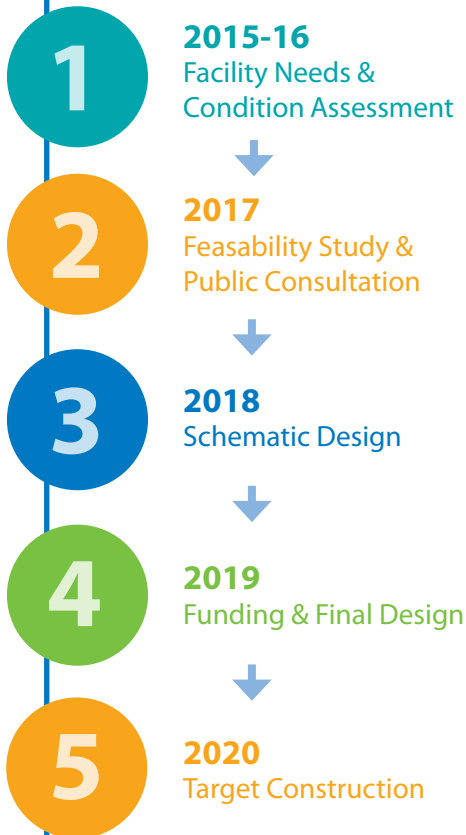 1
2015-16
Facility Needs &
Condition Assessment
2
2017
Feasability Study &
Public Consultation
3
2018
Schematic Design
4
2019
Funding & Final Design
5
2020
Target Construction